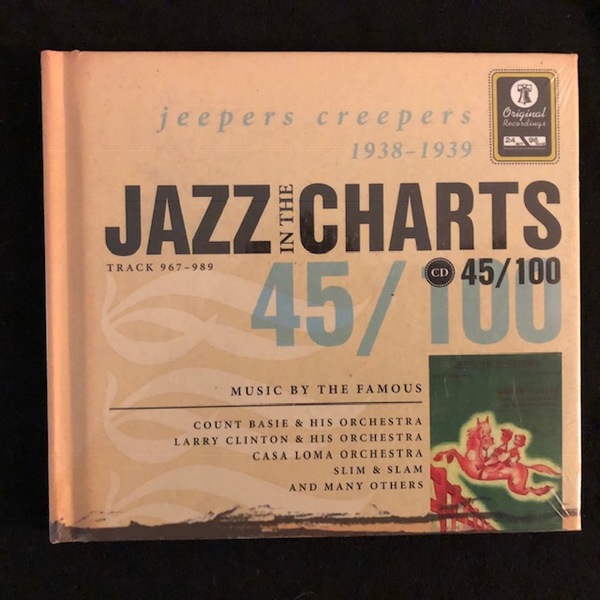 jeepers creepers
1938–1939
Original
Recordings
24 96
JAZZ IN THE CHARTS
TRACK 967–989
CD 45/100
45/100
MUSIC BY THE FAMOUS
COUNT BASIE & HIS ORCHESTRA
LARRY CLINTON & HIS ORCHESTRA
CASA LOMA ORCHESTRA
SLIM & SLAM
AND MANY OTHERS